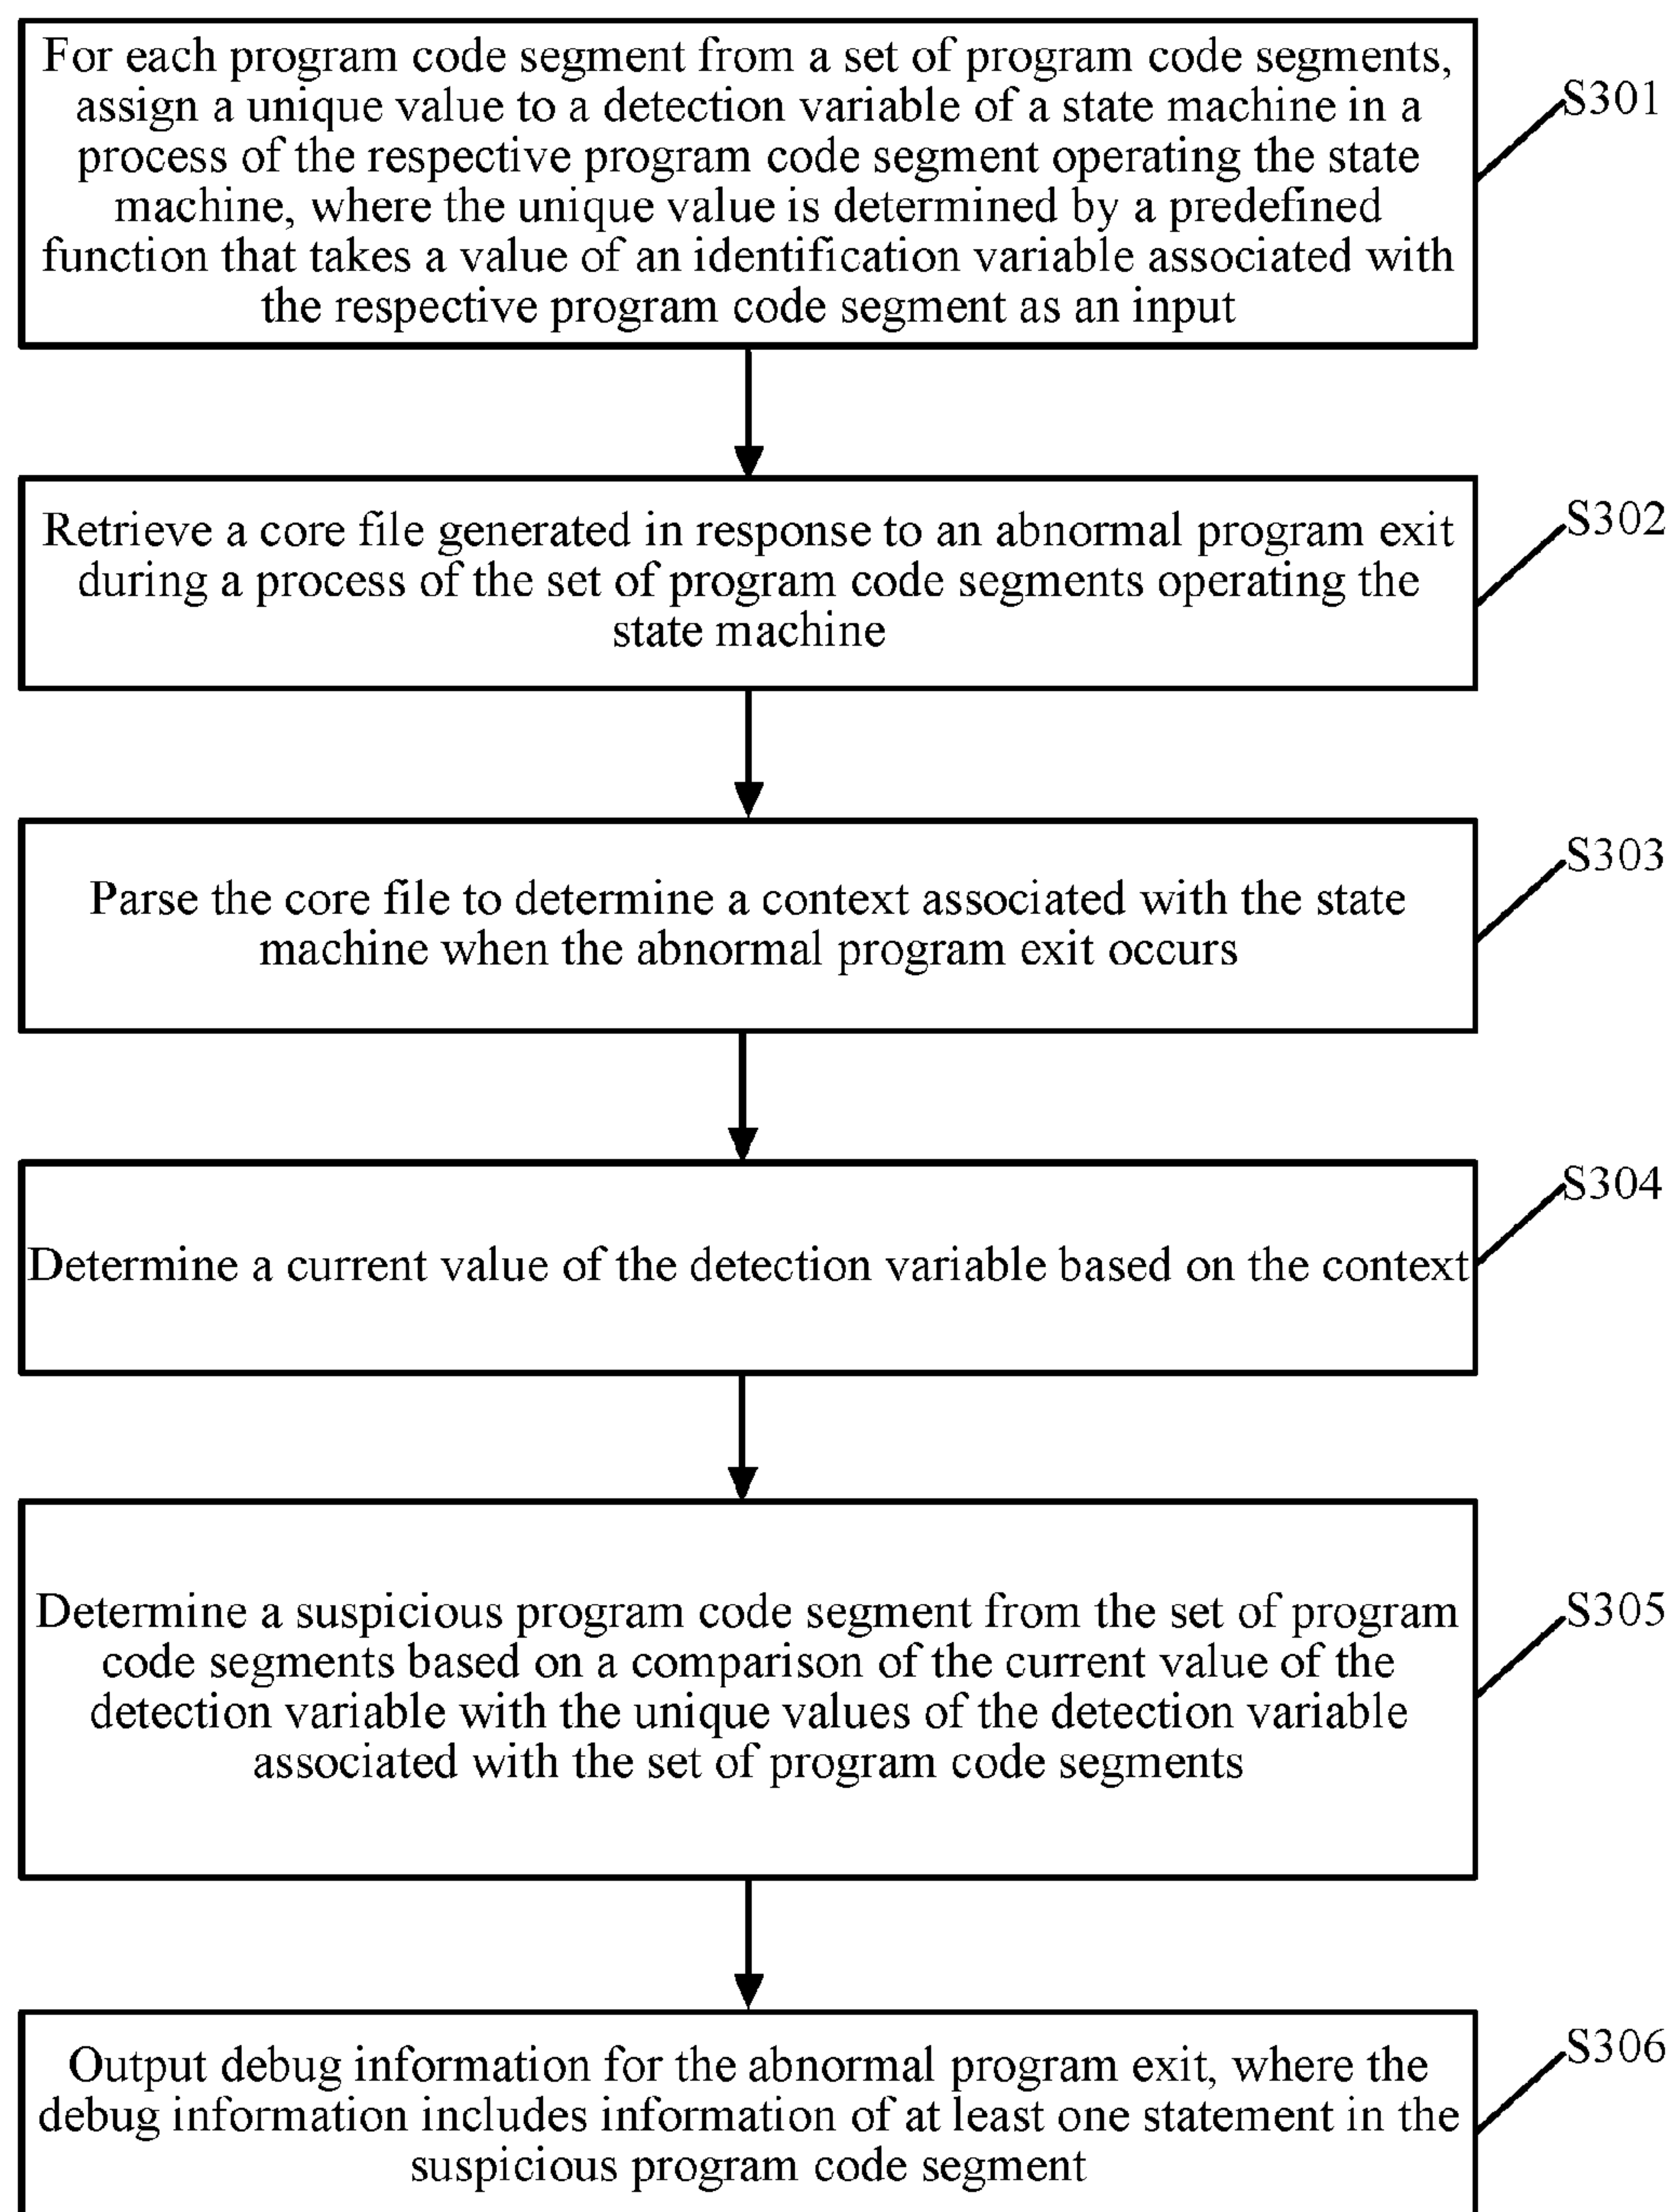 For each program code segment from a set of program code segments,
assign a unique value to a detection variable of a state machine in a
process of the respective program code segment operating the state
machine, where the unique value is determined by a predefined
function that takes a value of an identification variable associated with
the respective program code segment as an input
S301
Retrieve a core file generated in response to an abnormal program exit
during a process of the set of program code segments operating the
state machine
S302
Parse the core file to determine a context associated with the state
machine when the abnormal program exit occurs
S303
Determine a current value of the detection variable based on the context
S304
Determine a suspicious program code segment from the set of program
code segments based on a comparison of the current value of the
detection variable with the unique values of the detection variable
associated with the set of program code segments
S305
Output debug information for the abnormal program exit, where the
debug information includes information of at least one statement in the
suspicious program code segment
S306